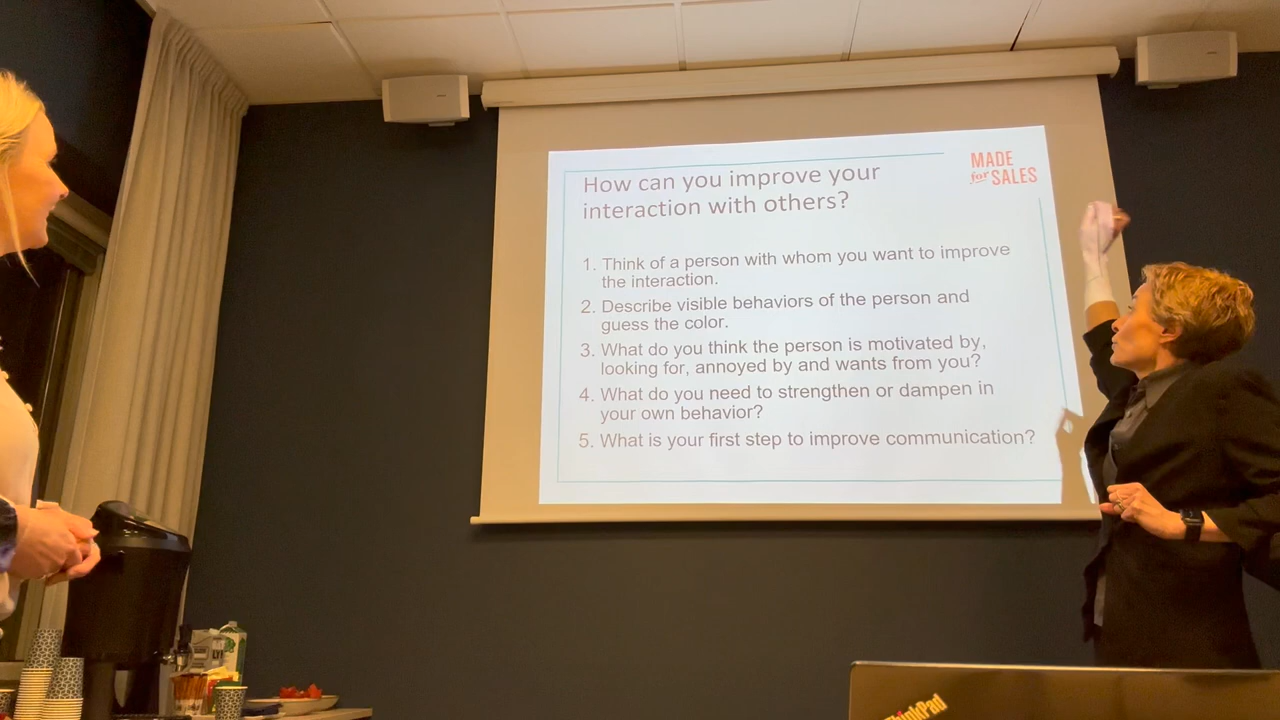 MADE
for SALES
How can you improve your
interaction with others?
1. Think of a person with whom you want to improve
the interaction.
2. Describe visible behaviors of the person and
guess the color.
3. What do you think the person is motivated by,
looking for, annoyed by and wants from you?
4. What do you need to strengthen or dampen in
your own behavior?
5. What is your first step to improve communication?
ThinkPad